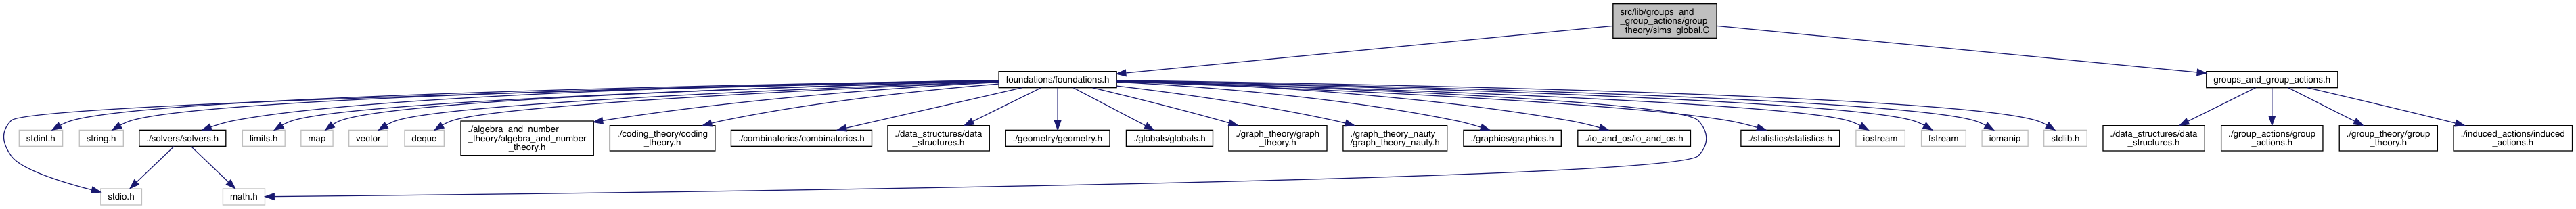 src/lib/groups_and
_group_actions/group
_theory/sims_global.C
foundations/foundations.h
groups_and_group_actions.h
stdint.h
string.h
./solvers/solvers.h
limits.h
map
vector
deque
./algebra_and_number
_theory/algebra_and_number
_theory.h
./coding_theory/coding
_theory.h
./combinatorics/combinatorics.h
./data_structures/data
_structures.h
./geometry/geometry.h
./globals/globals.h
./graph_theory/graph
_theory.h
./graph_theory_nauty
/graph_theory_nauty.h
./graphics/graphics.h
./io_and_os/io_and_os.h
./statistics/statistics.h
iostream
fstream
iomanip
stdlib.h
./data_structures/data
_structures.h
./group_actions/group
_actions.h
./group_theory/group
_theory.h
./induced_actions/induced
_actions.h
stdio.h
math.h